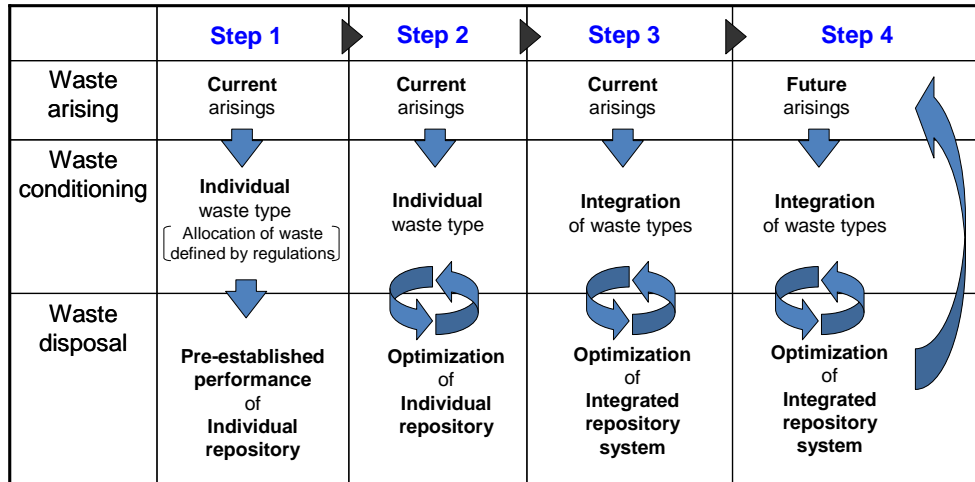 Step 1
Step 2
Step 3
Step 4
Waste
arising
Current
arisings
Current
arisings
Current
arisings
Future
arisings
Waste
conditioning
Individual
waste type
Allocation of waste
defined by regulations
Individual
waste type
Integration
of waste types
Integration
of waste types
Waste
disposal
Pre-established
performance
of
Individual
repository
Optimization
of
Individual
repository
Optimization
of
Integrated
repository
system
Optimization
of
Integrated
repository
system